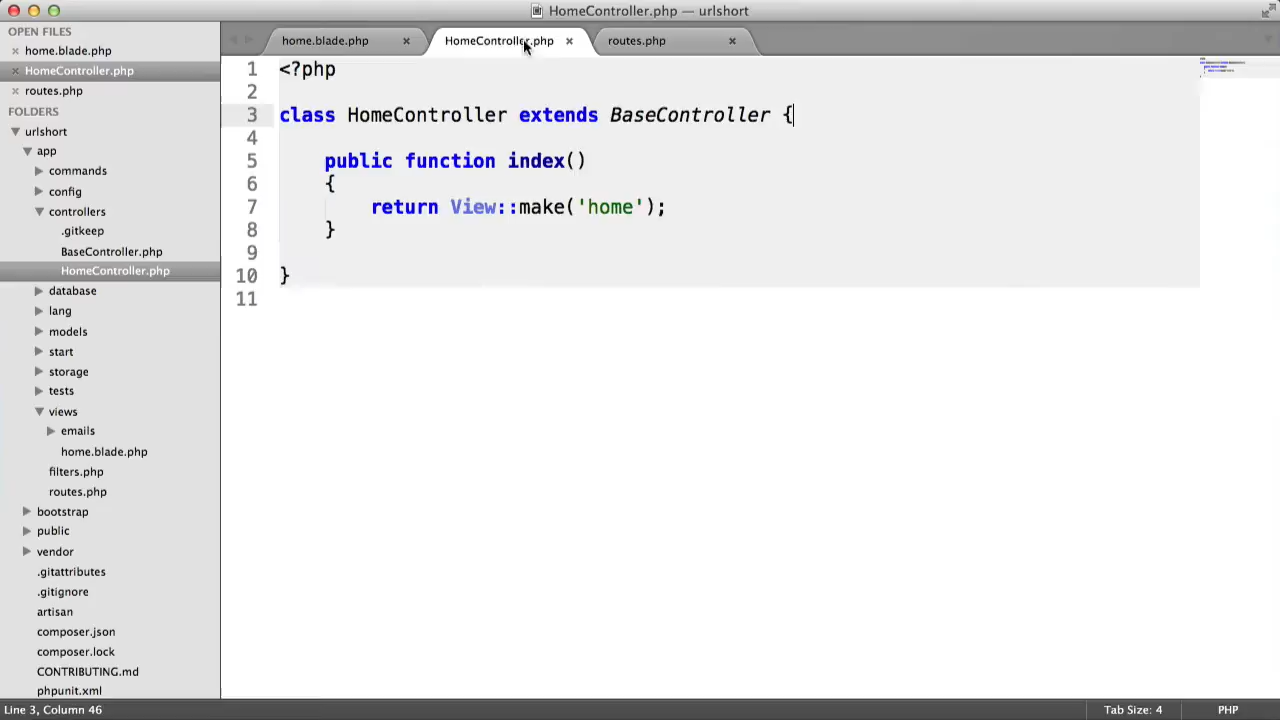 HomeController.php — urlshort
OPEN FILES
home.blade.php
HomeController.php
routes.php
FOLDERS
urlshort
app
commands
config
controllers
.gitkeep
BaseController.php
HomeController.php
database
lang
models
start
storage
tests
views
emails
home.blade.php
filters.php
routes.php
bootstrap
public
vendor
.gitattributes
.gitignore
artisan
composer.json
composer.lock
CONTRIBUTING.md
phpunit.xml
home.blade.php HomeController.php routes.php
1 <?php
2
3 class HomeController extends BaseController {
4
5 public function index()
6 {
7 return View::make('home');
8 }
9
10 }
11
Line 3, Column 46 Tab Size: 4 PHP